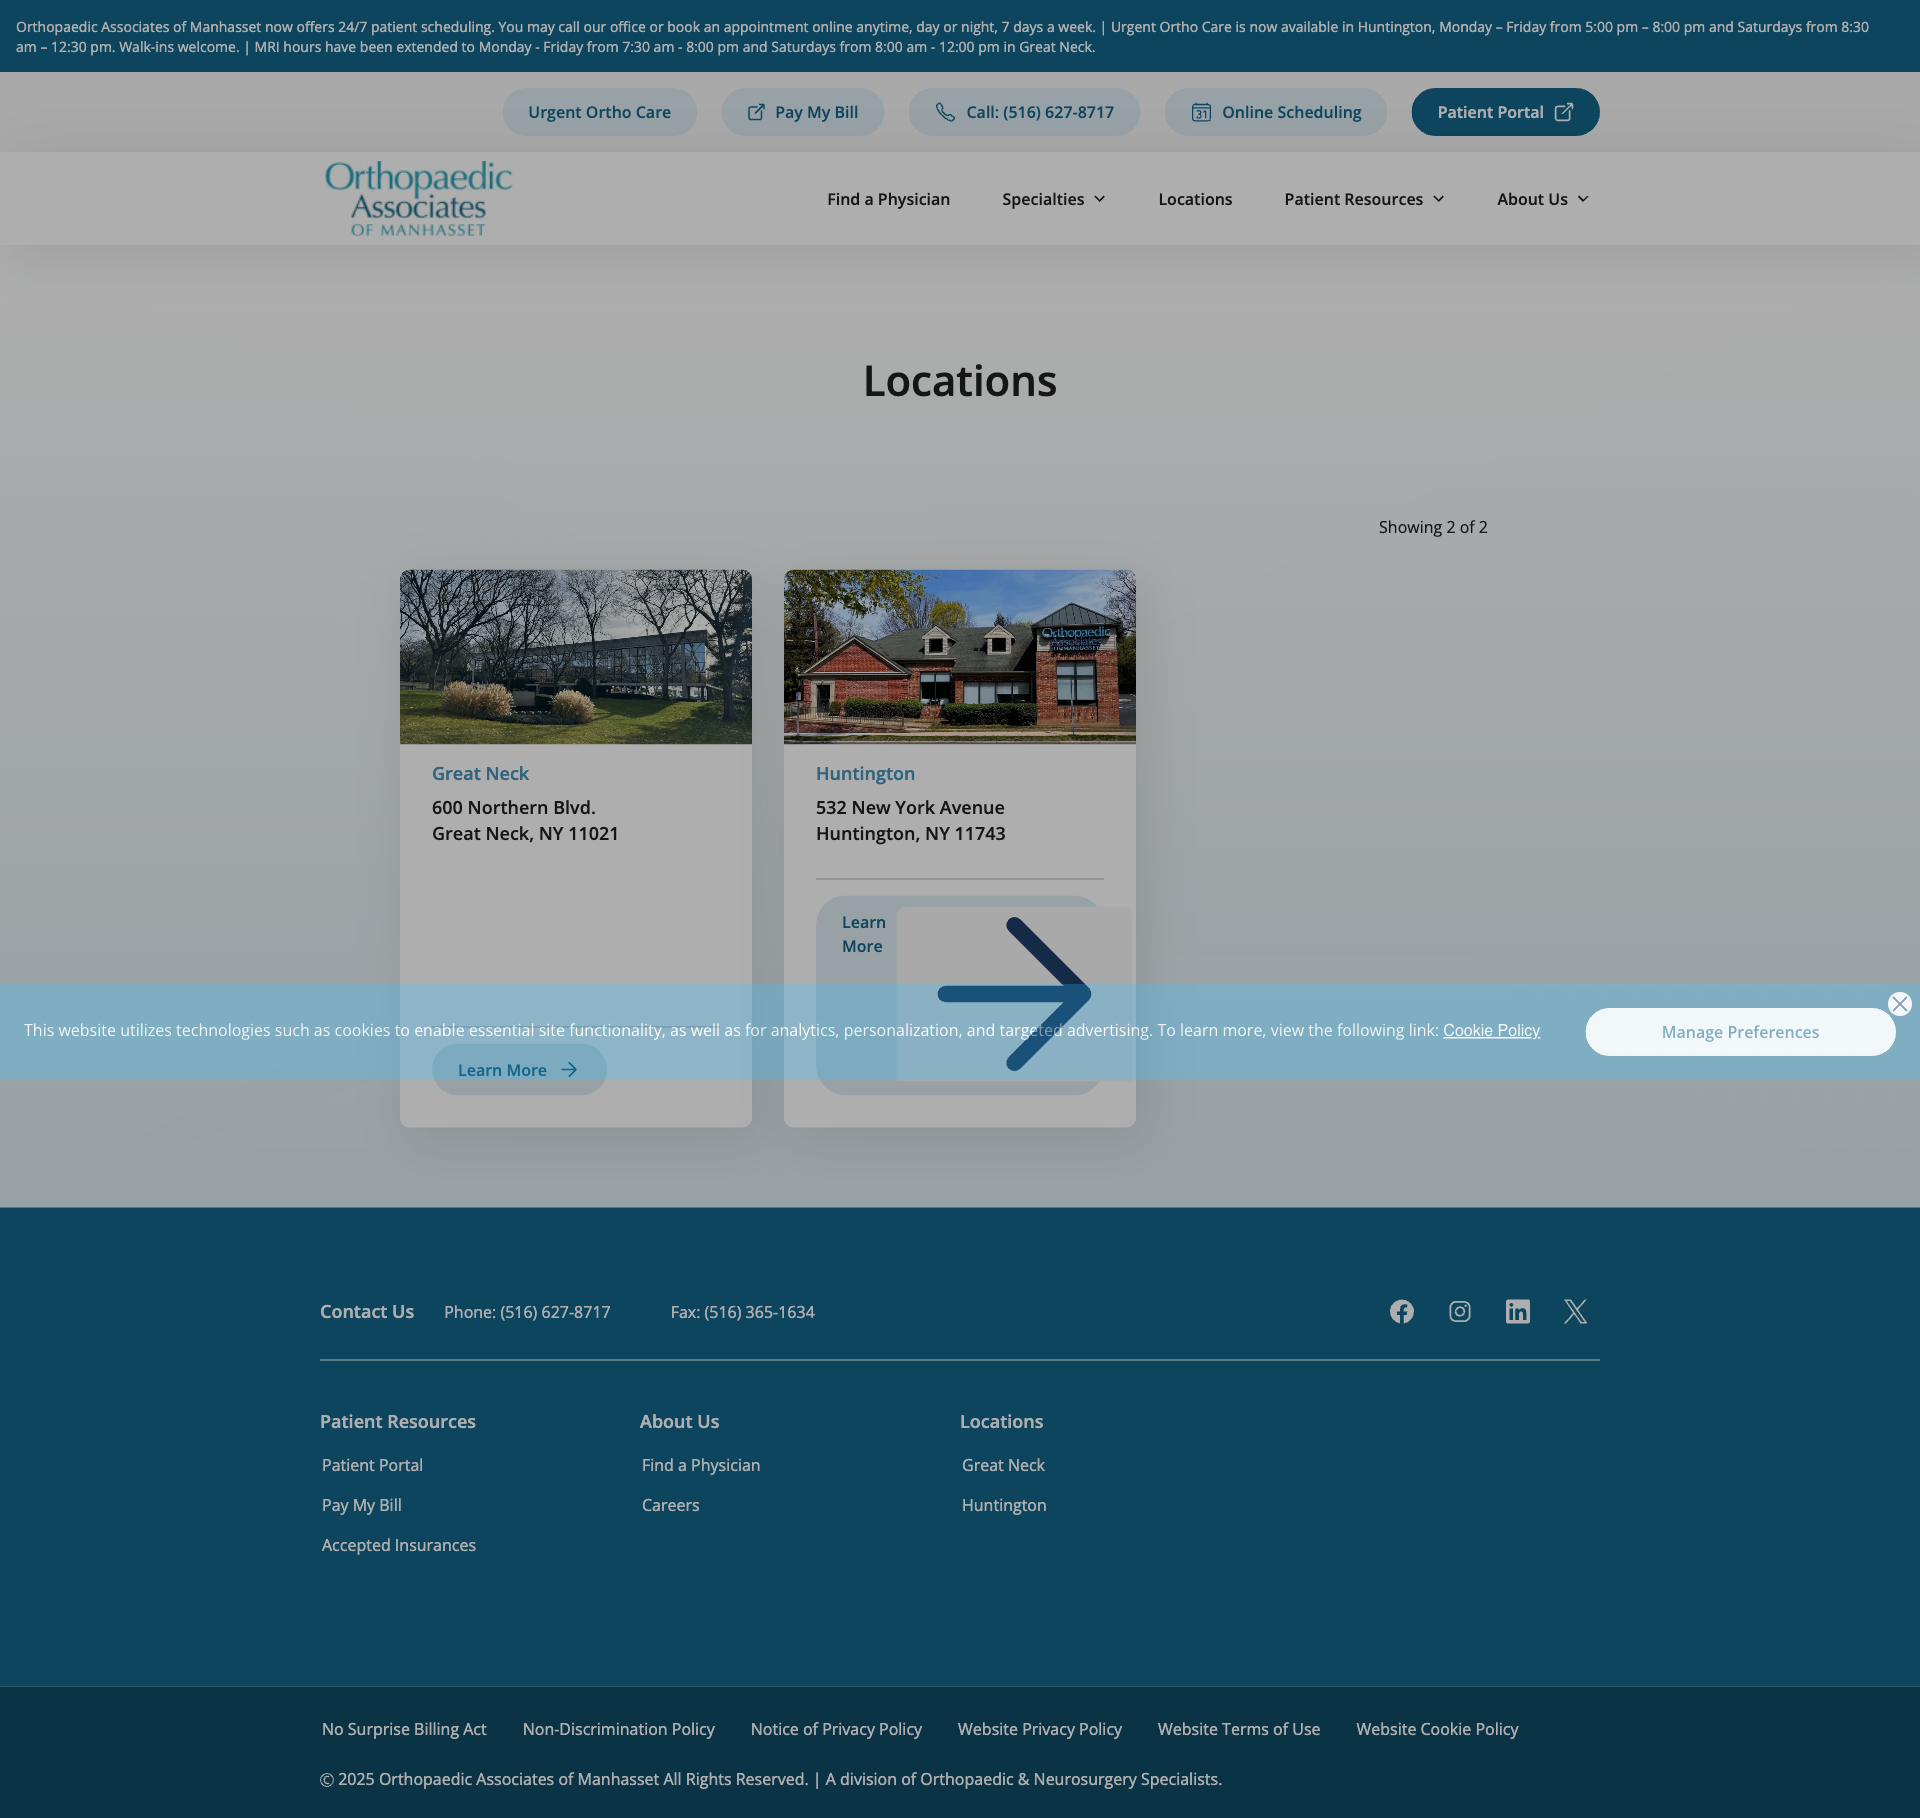 Orthopaedic Associates of Manhasset now offers 24/7 patient scheduling. You may call our office or book an appointment online anytime, day or night, 7 days a week. | Urgent Ortho Care is now available in Huntington, Monday – Friday from 5:00 pm – 8:00 pm and Saturdays from 8:30
am – 12:30 pm. Walk-ins welcome. | MRI hours have been extended to Monday - Friday from 7:30 am - 8:00 pm and Saturdays from 8:00 am - 12:00 pm in Great Neck.
Urgent Ortho Care
Pay My Bill
Call: (516) 627-8717
31
Online Scheduling
Patient Portal
Orthopaedic
Associates
OF MANHASSET
Find a Physician
Specialties
Locations
Patient Resources
About Us
Locations
Showing 2 of 2
Great Neck
600 Northern Blvd.
Great Neck, NY 11021
Learn More
Orthopaedic
Associates
OF MANHASSET
Huntington
532 New York Avenue
Huntington, NY 11743
Learn
More
This website utilizes technologies such as cookies to enable essential site functionality, as well as for analytics, personalization, and targeted advertising. To learn more, view the following link: Cookie Policy
Manage Preferences
Contact Us
Phone: (516) 627-8717
Fax: (516) 365-1634
Patient Resources
Patient Portal
Pay My Bill
Accepted Insurances
About Us
Find a Physician
Careers
Locations
Great Neck
Huntington
No Surprise Billing Act
Non-Discrimination Policy
Notice of Privacy Policy
Website Privacy Policy
Website Terms of Use
Website Cookie Policy
© 2025 Orthopaedic Associates of Manhasset All Rights Reserved. | A division of Orthopaedic & Neurosurgery Specialists.